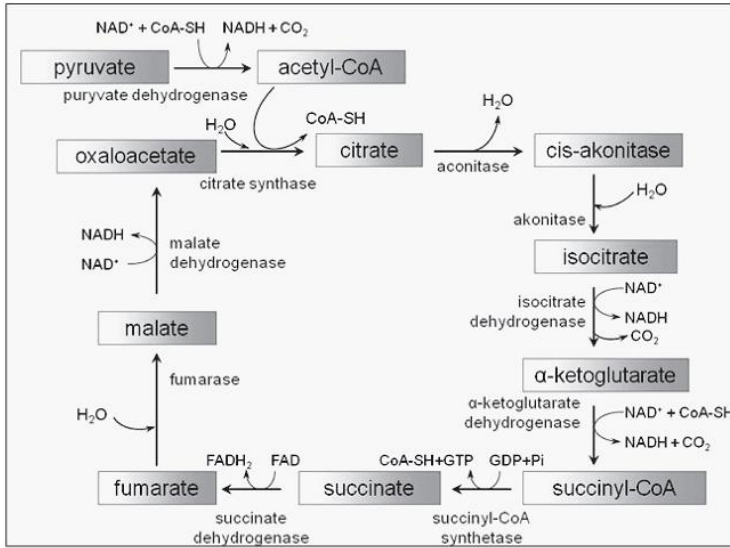 NAD⁺ + CoA-SH
NADH + CO₂
pyruvate
acetyl-CoA
puryvate dehydrogenase
H₂O
CoA-SH
H₂O
oxaloacetate
citrate
cis-akonitase
citrate synthase
aconitase
H₂O
akonitase
NADH
NAD⁺
malate
dehydrogenase
isocitrate
NAD⁺
isocitrate
dehydrogenase
NADH
CO₂
malate
α-ketoglutarate
fumarase
α-ketoglutarate
dehydrogenase
NAD⁺ + CoA-SH
H₂O
NADH + CO₂
FADH₂
FAD
CoA-SH+GTP
GDP+Pi
fumarate
succinate
succinyl-CoA
succinate
dehydrogenase
succinyl-CoA
synthetase